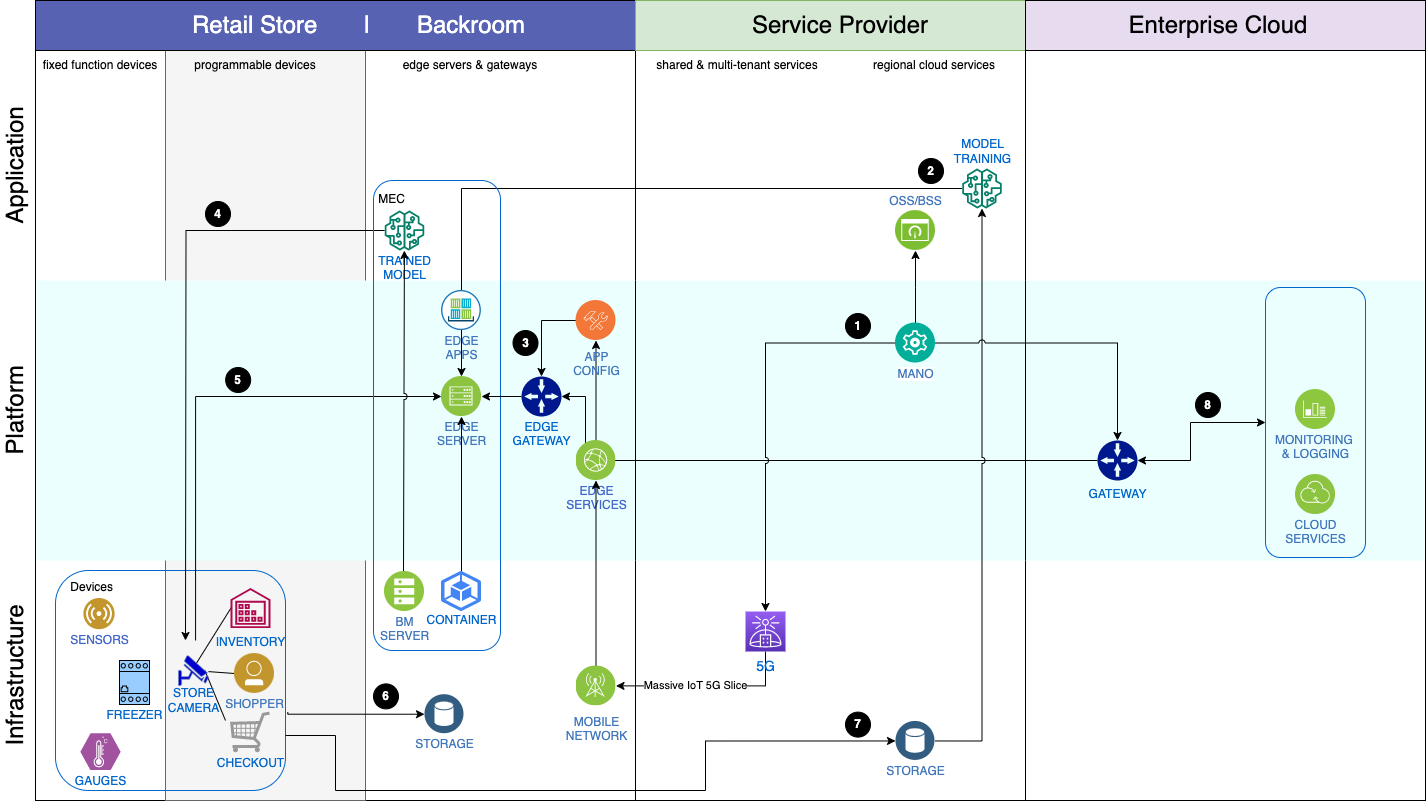 Retail Store | Backroom
Service Provider
Enterprise Cloud
fixed function devices
programmable devices
edge servers & gateways
shared & multi-tenant services
regional cloud services
Application
Platform
Infrastructure
MODEL
TRAINING
2
OSS/BSS
MEC
4
TRAINED
MODEL
EDGE
APPS
3
APP
CONFIG
1
MANO
5
EDGE
SERVER
EDGE
GATEWAY
EDGE
SERVICES
8
MONITORING
& LOGGING
GATEWAY
CLOUD
SERVICES
Devices
SENSORS
INVENTORY
BM
SERVER
CONTAINER
5G
Massive IoT 5G Slice
STORE
CAMERA
SHOPPER
FREEZER
6
STORAGE
MOBILE
NETWORK
7
STORAGE
CHECKOUT
GAUGES